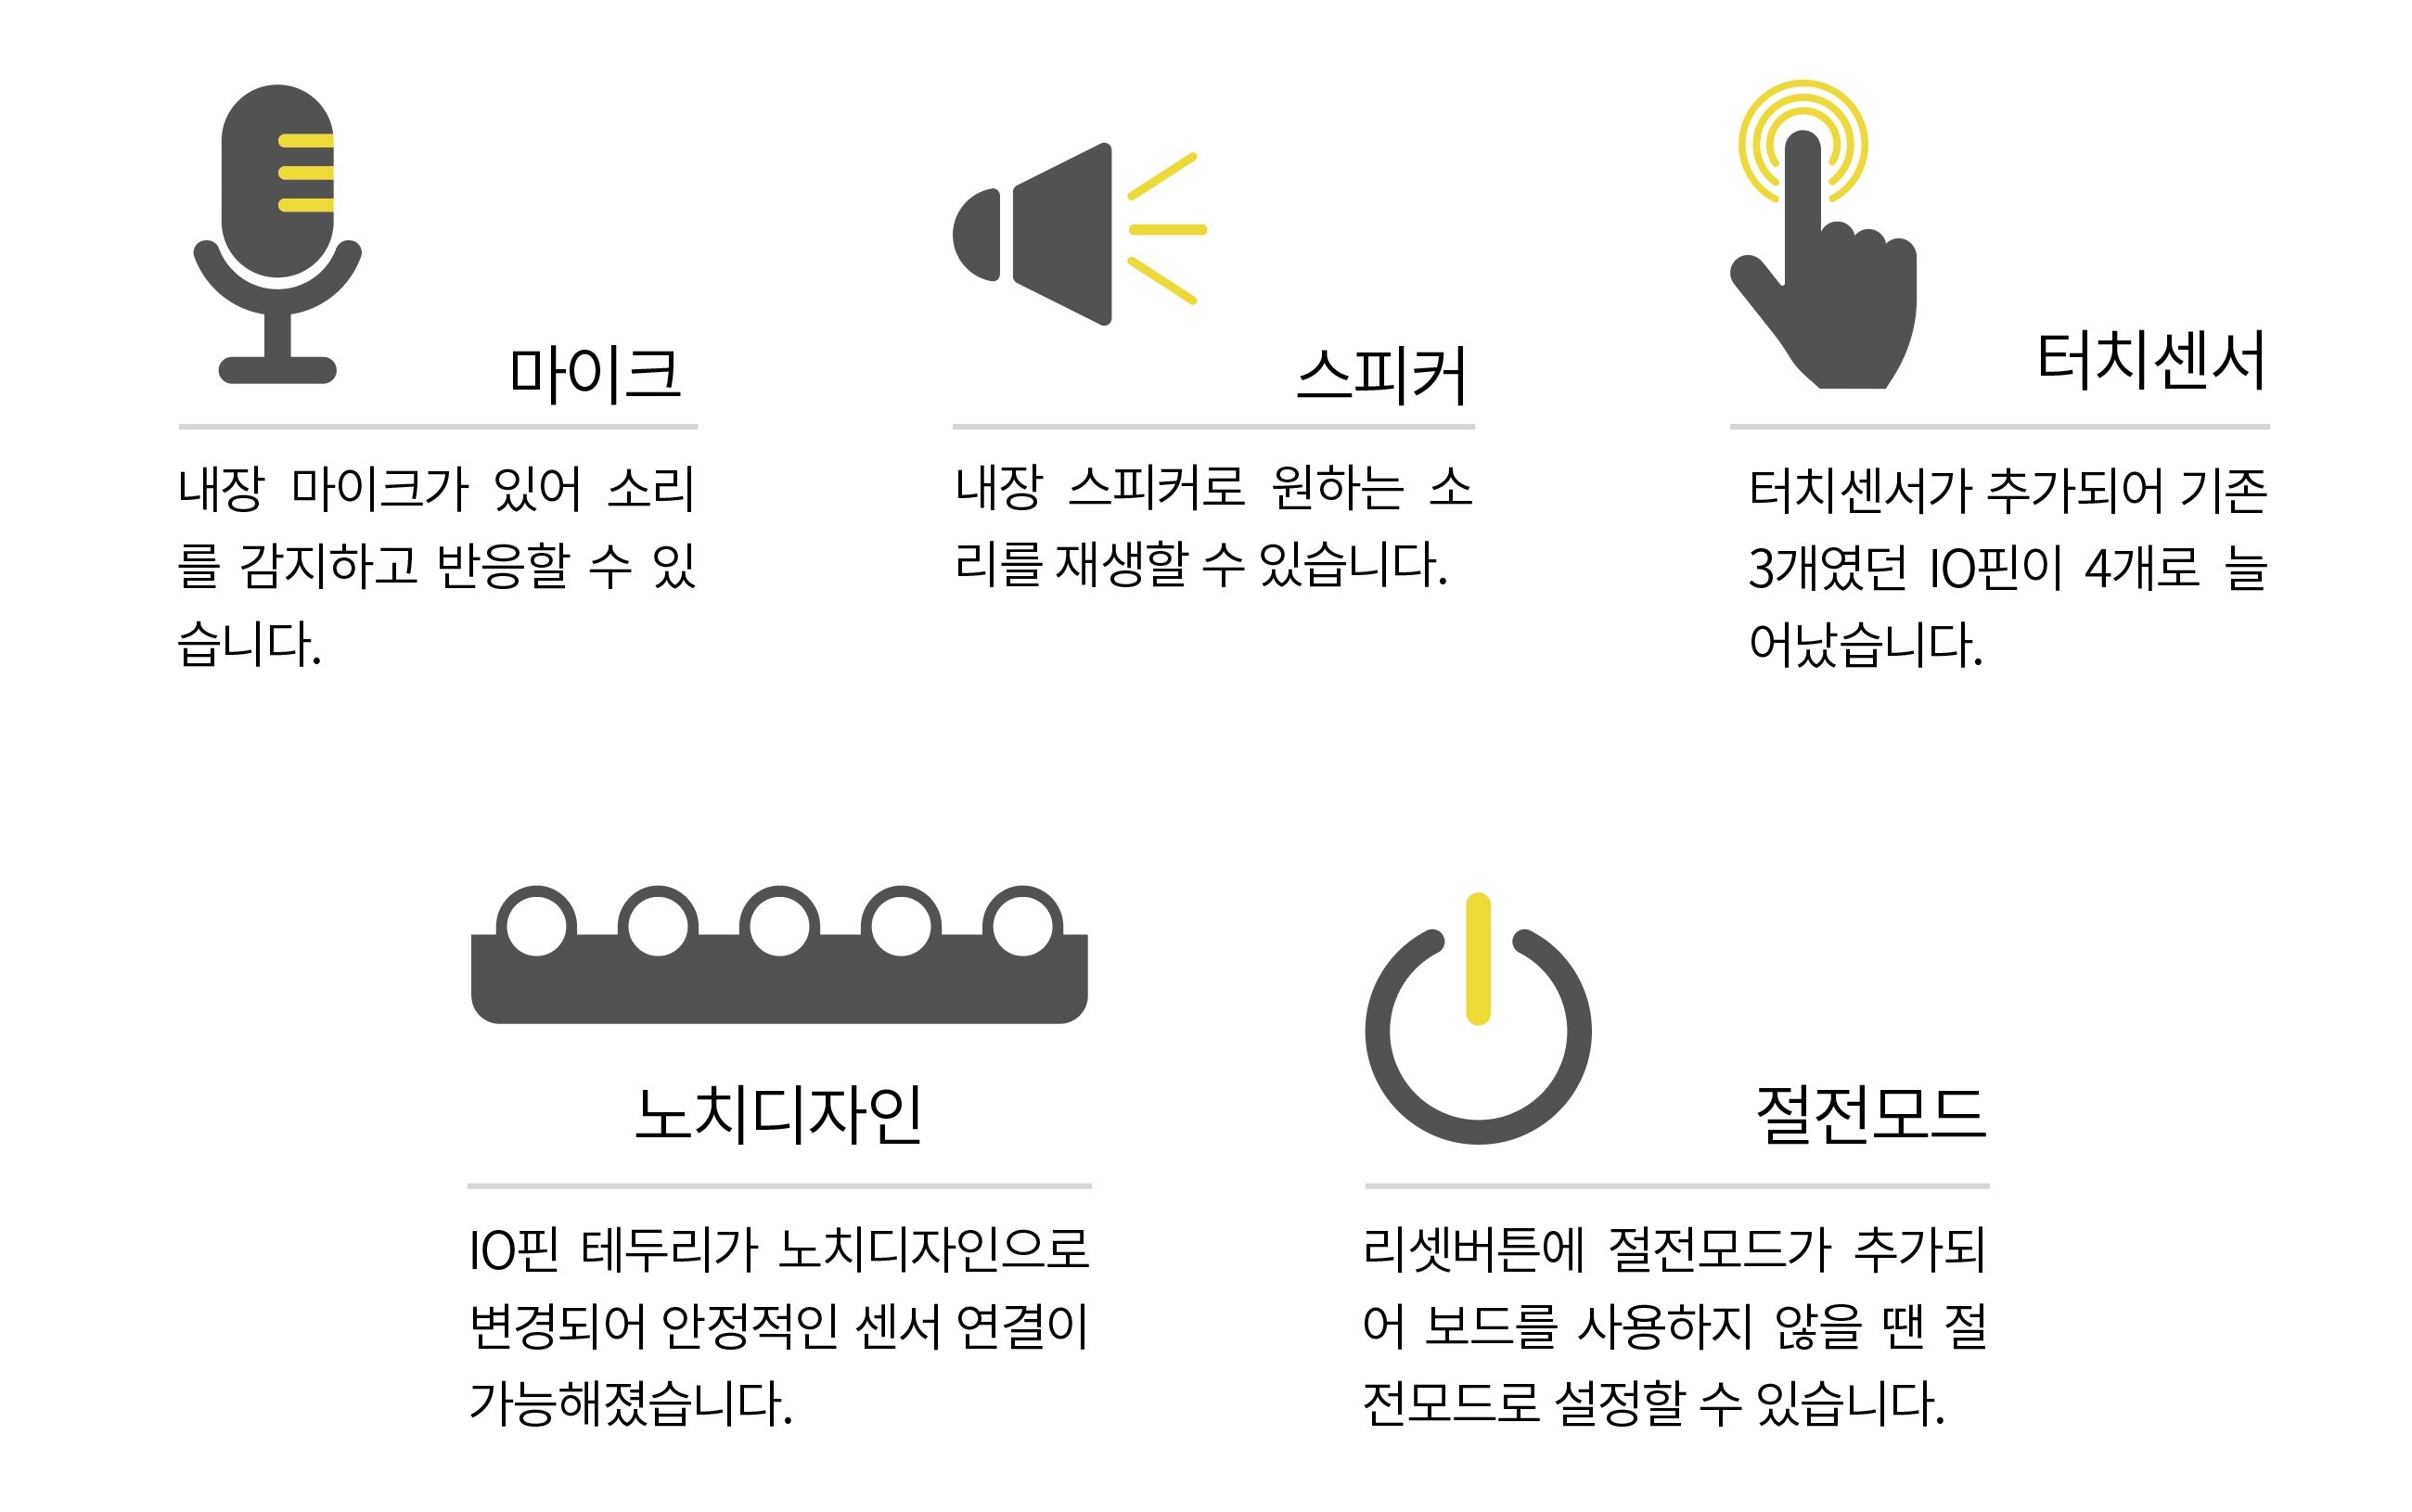 마이크
내장 마이크가 있어 소리
를 감지하고 반응할 수 있
습니다.
스피커
내장 스피커로 원하는 소
리를 재생할 수 있습니다.
터치센서
터치센서가 추가되어 기존
3개였던 IO핀이 4개로 늘
어났습니다.
노치디자인
IO핀 테두리가 노치디자인으로
변경되어 안정적인 센서 연결이
가능해졌습니다.
절전모드
리셋버튼에 절전모드가 추가되
어 보드를 사용하지 않을 땐 절
전모드로 설정할 수 있습니다.